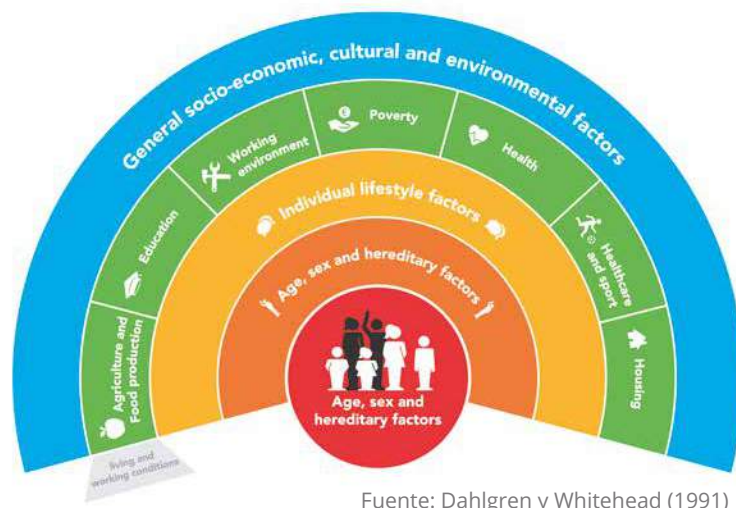 General socio-economic, cultural and environmental factors
Agriculture and
Food production
Education
Working
environment
Poverty
Health
Healthcare
and sport
Housing
Individual lifestyle factors
Age, sex and hereditary factors
Age, sex and
hereditary factors
living and
working conditions
Fuente: Dahlgren y Whitehead (1991)